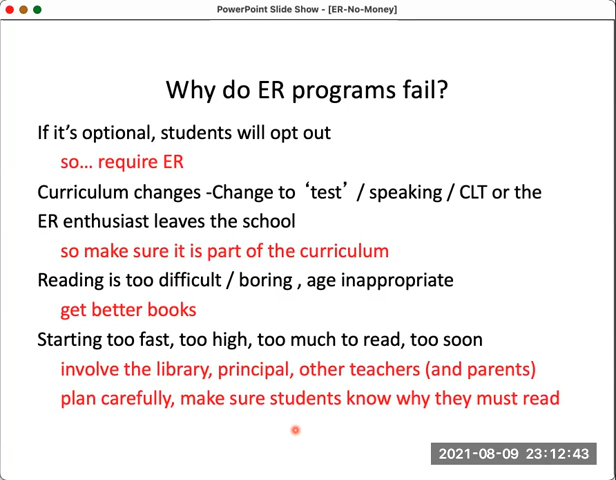 PowerPoint Slide Show - [ER-No-Money]
Why do ER programs fail?
If it's optional, students will opt out
so... require ER
Curriculum changes -Change to ‘test’ / speaking / CLT or the
ER enthusiast leaves the school
so make sure it is part of the curriculum
Reading is too difficult / boring , age inappropriate
get better books
Starting too fast, too high, too much to read, too soon
involve the library, principal, other teachers (and parents)
plan carefully, make sure students know why they must read
2021-08-09 23:12:43